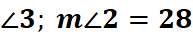 ∠3; m∠2 = 28